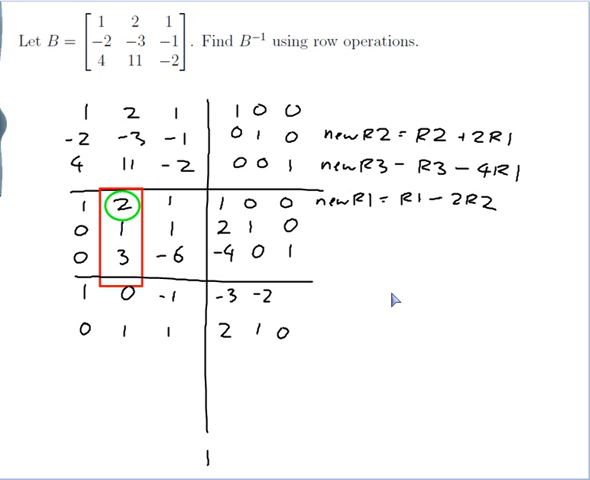 Let B = [ 1 2 1
-2 -3 -1
4 11 -2 ]. Find B⁻¹ using row operations.
1 2 1 | 1 0 0
-2 -3 -1 | 0 1 0 newR2 = R2 + 2R1
4 11 -2 | 0 0 1 newR3 - R3 - 4R1
1 2 1 | 1 0 0 newR1 = R1 - 2R2
0 1 1 | 2 1 0
0 3 -6 | -4 0 1
1 0 -1 | -3 -2
0 1 1 | 2 1 0